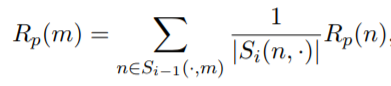 $R_p(m) = \sum_{n \in S_{i-1}(\cdot, m)} \frac{1}{|S_i(n, \cdot)|} R_p(n).$